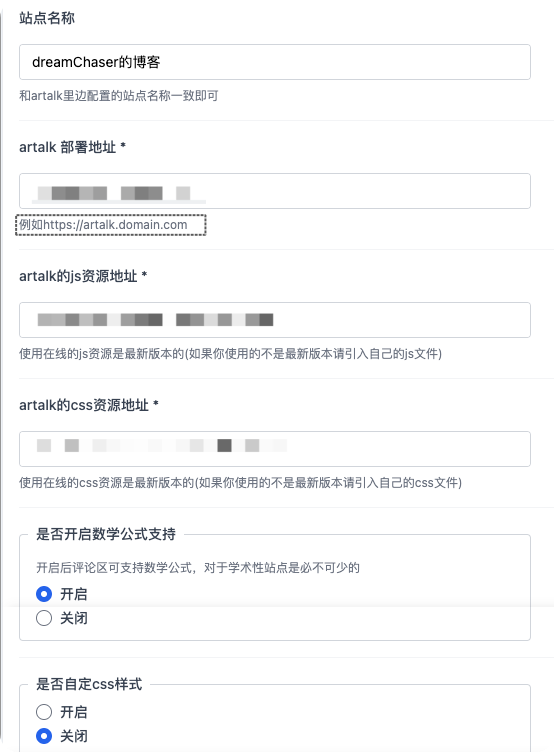 站点名称
dreamChaser的博客
和artalk里边配置的站点名称一致即可
artalk 部署地址 *
例如https://artalk.domain.com
artalk的js资源地址 *
使用在线的js资源是最新版本的(如果你使用的不是最新版本请引入自己的js文件)
artalk的css资源地址 *
使用在线的css资源是最新版本的(如果你使用的不是最新版本请引入自己的css文件)
是否开启数学公式支持
开启后评论区可支持数学公式，对于学术性站点是必不可少的
开启
关闭
是否自定css样式
开启
关闭